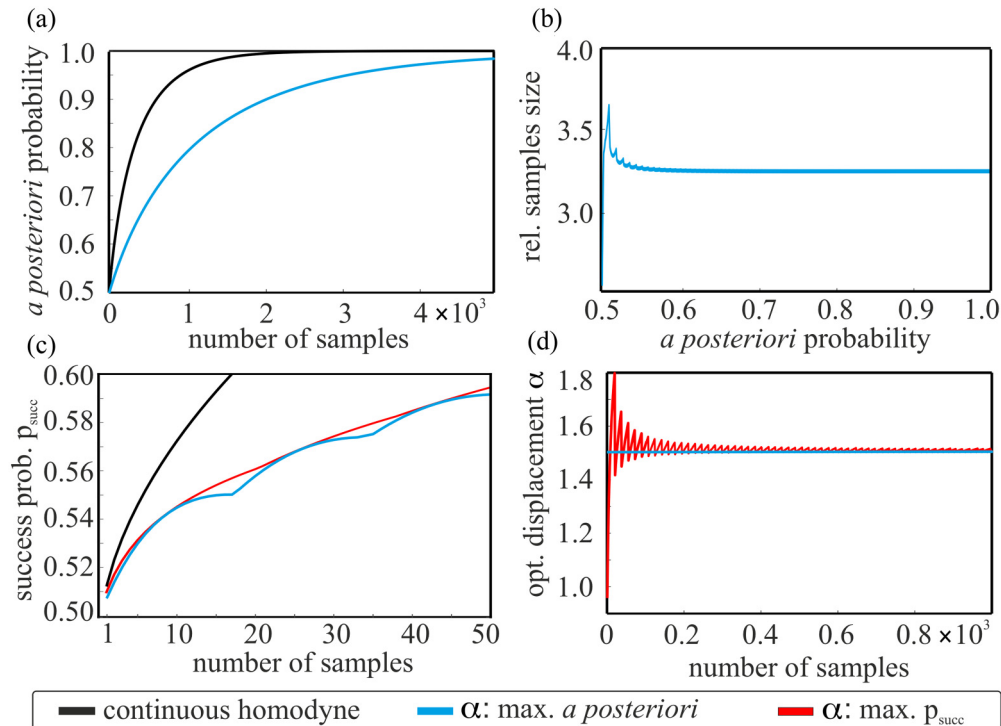 (a)
a posteriori probability
1.0
0.9
0.8
0.7
0.6
0.5
0 1 2 3 4 ×10³
number of samples
(b)
rel. samples size
4.0
3.5
3.0
0.5 0.6 0.7 0.8 0.9 1.0
a posteriori probability
(c)
success prob. p_succ
0.60
0.58
0.56
0.54
0.52
0.50
1 10 20 30 40 50
number of samples
(d)
opt. displacement α
1.8
1.6
1.4
1.2
1.0
0 0.2 0.4 0.6 0.8 ×10³
number of samples
continuous homodyne α: max. a posteriori α: max. p_succ